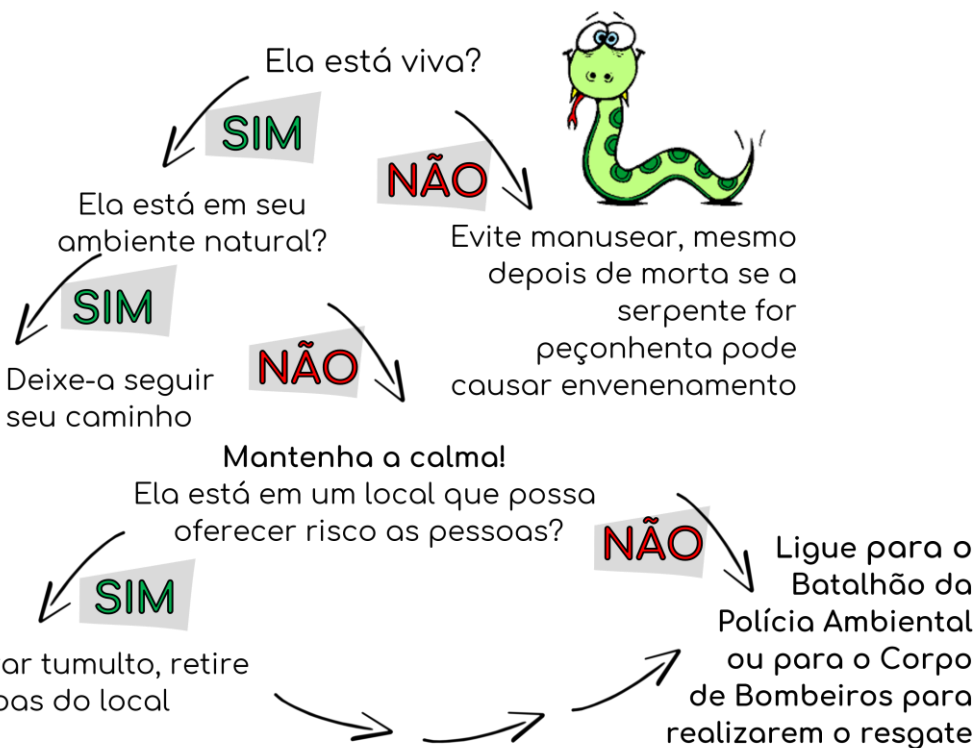 Ela está viva?
SIM
NÃO
Ela está em seu
ambiente natural?
Evite manusear, mesmo
depois de morta se a
serpente for
peçonhenta pode
causar envenenamento
SIM
NÃO
Deixe-a seguir
seu caminho
Mantenha a calma!
Ela está em um local que possa
oferecer risco as pessoas?
SIM
NÃO
Ligue para o
Batalhão da
Polícia Ambiental
ou para o Corpo
de Bombeiros para
realizarem o resgate
tumulto, retire
do local